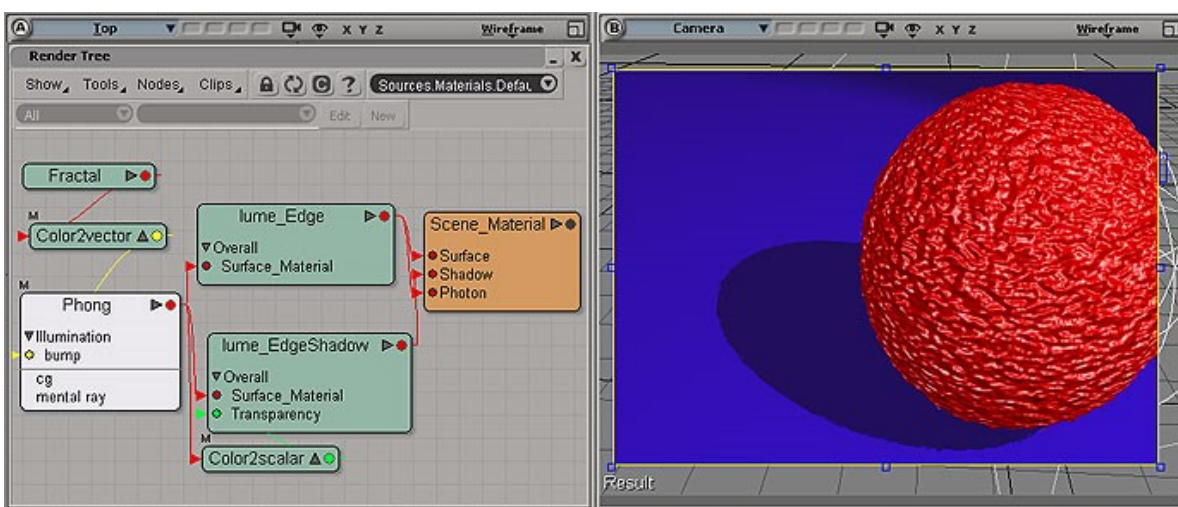 A Top X Y Z Wireframe
Render Tree _ X
Show Tools Nodes Clips C ? Sources.Materials.Defau
All Edit New
Fractal
M
Color2vector
M
Phong
Illumination
bump
cg
mental ray
lume_Edge
Overall
Surface_Material
lume_EdgeShadow
Overall
Surface_Material
Transparency
M
Color2scalar
Scene_Material
Surface
Shadow
Photon
B Camera X Y Z Wireframe
Result